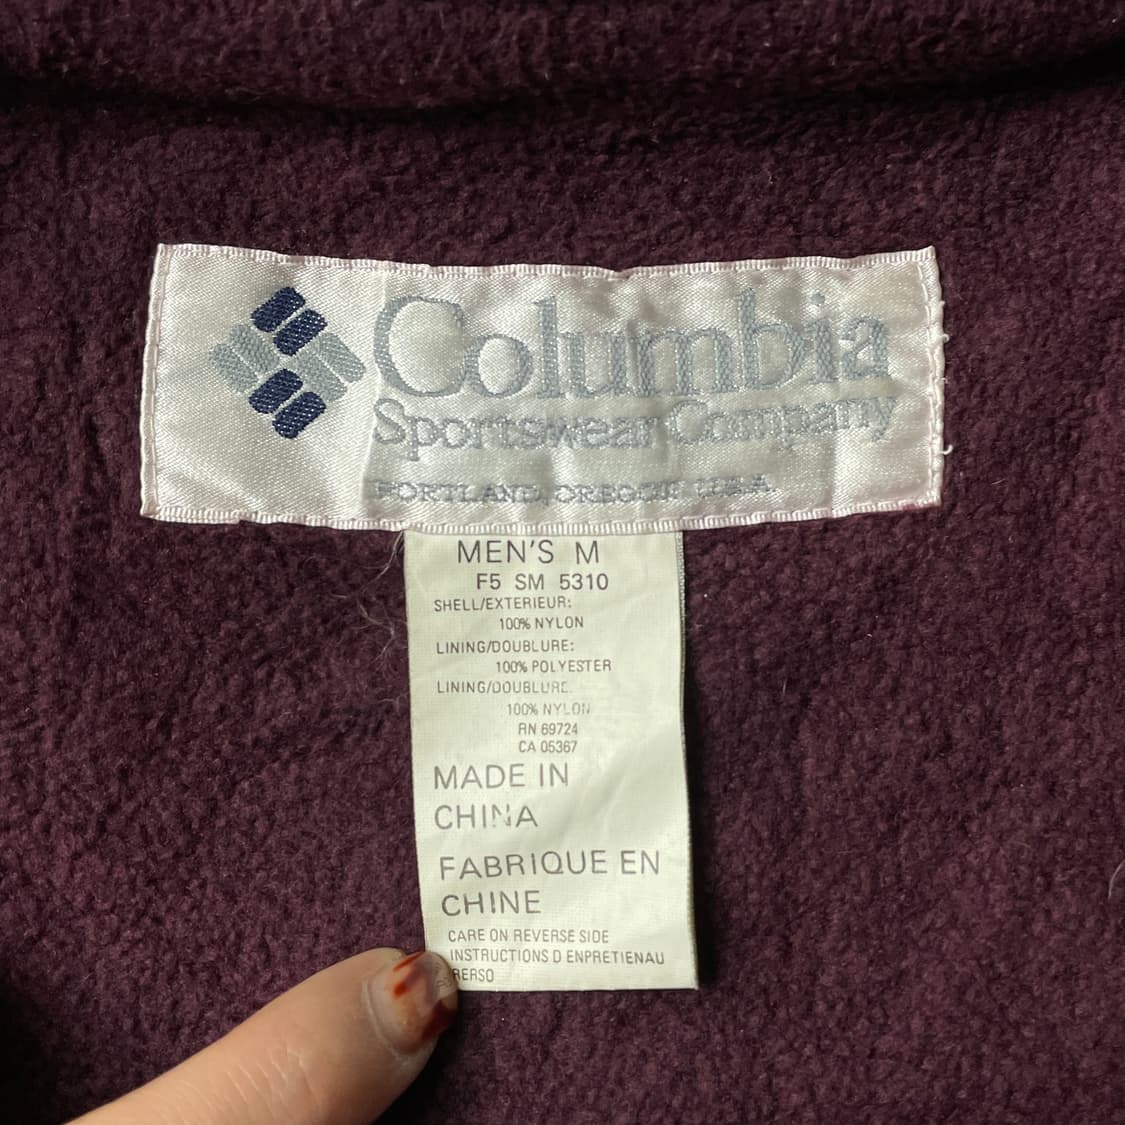 Columbia
Sportswear Company
PORTLAND, OREGON U.S.A.
MEN'S M
F5 SM 5310
SHELL/EXTERIEUR:
100% NYLON
LINING/DOUBLURE:
100% POLYESTER
LINING/DOUBLURE:
100% NYLON
RN 69724
CA 05367
MADE IN
CHINA
FABRIQUE EN
CHINE
CARE ON REVERSE SIDE
INSTRUCTIONS D ENPRETIENAU
RERSO